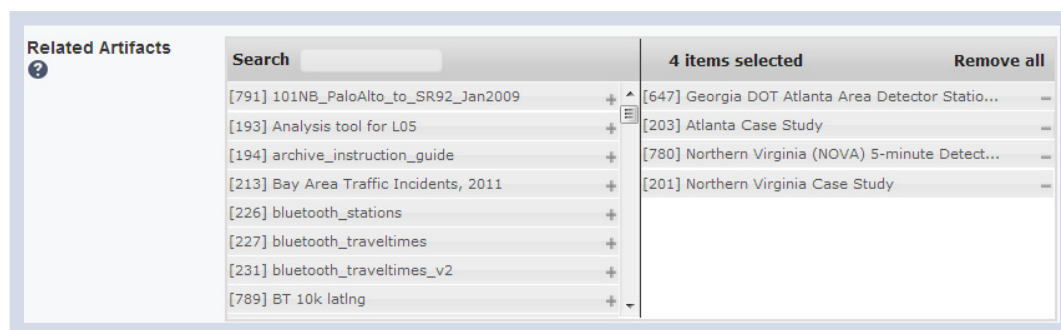 Related Artifacts
?
Search
[791] 101NB_PaloAlto_to_SR92_Jan2009
[193] Analysis tool for L05
[194] archive_instruction_guide
[213] Bay Area Traffic Incidents, 2011
[226] bluetooth_stations
[227] bluetooth_traveltimes
[231] bluetooth_traveltimes_v2
[789] BT 10k latlng
4 items selected Remove all
[647] Georgia DOT Atlanta Area Detector Statio...
[203] Atlanta Case Study
[780] Northern Virginia (NOVA) 5-minute Detect...
[201] Northern Virginia Case Study